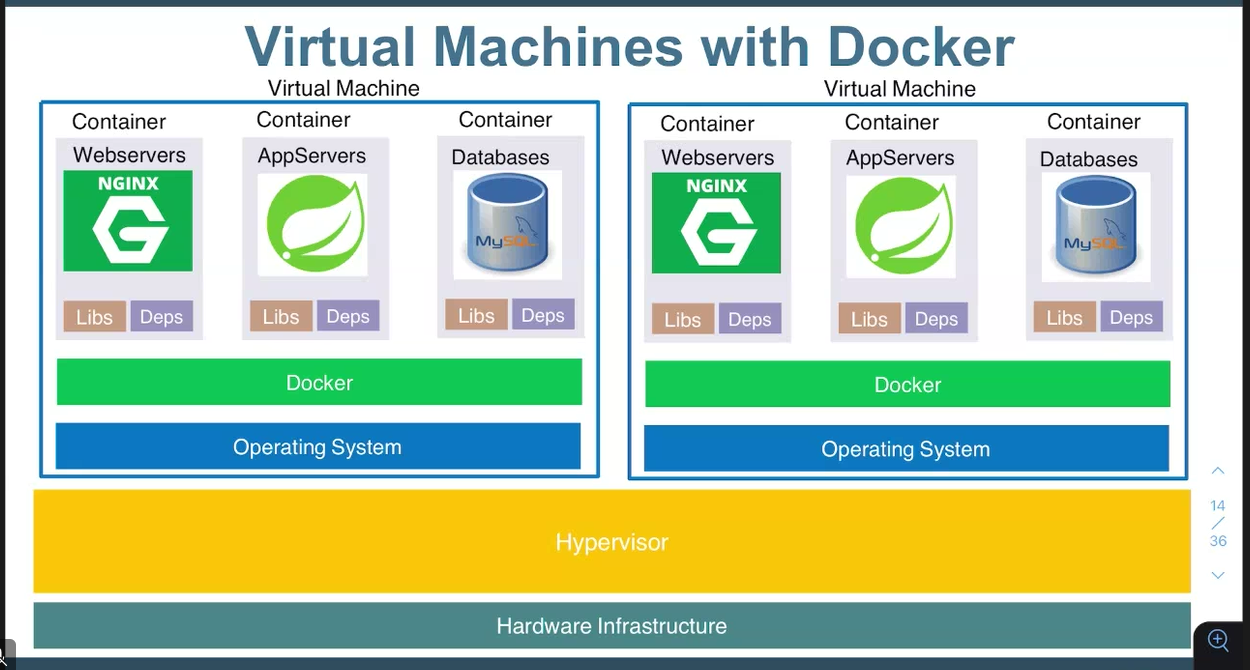 Virtual Machines with Docker
Virtual Machine
Container Container Container
Webservers AppServers Databases
NGINX
MySQL
Libs Deps Libs Deps Libs Deps
Docker
Operating System
Virtual Machine
Container Container Container
Webservers AppServers Databases
NGINX
MySQL
Libs Deps Libs Deps Libs Deps
Docker
Operating System
Hypervisor
Hardware Infrastructure
14
/
36